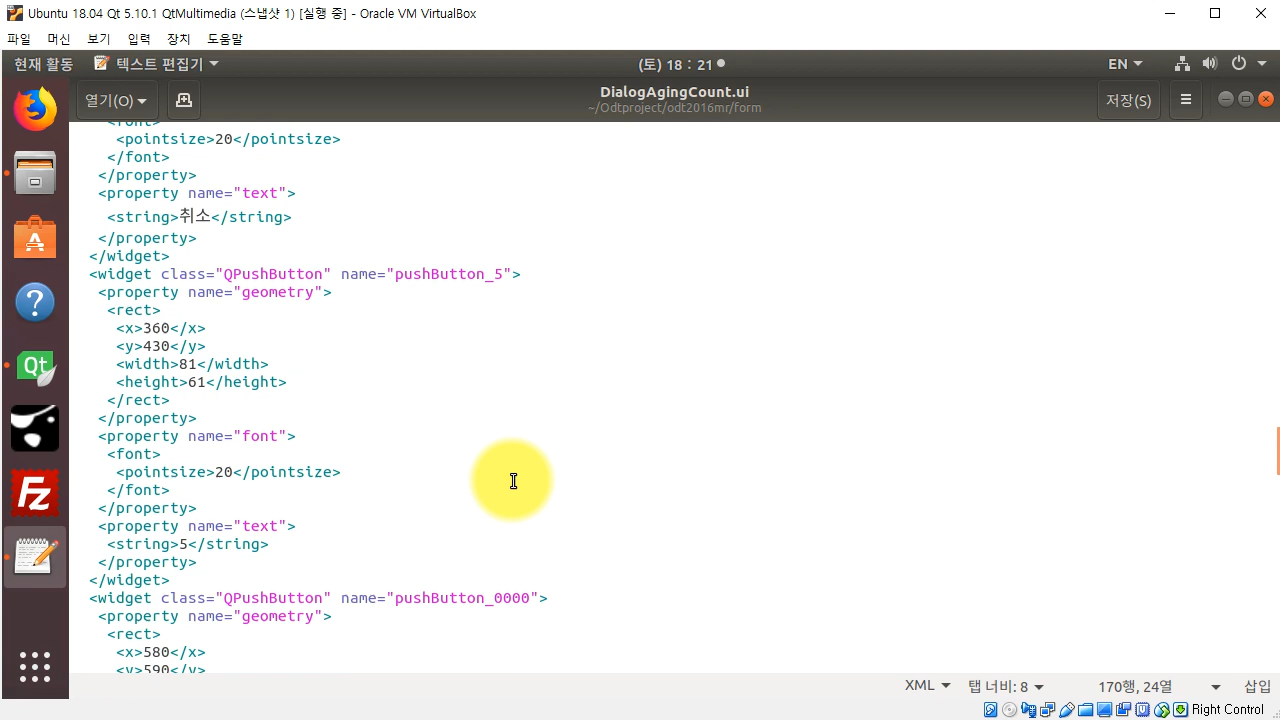 Ubuntu 18.04 Qt 5.10.1 QtMultimedia (스냅샷 1) [실행 중] - Oracle VM VirtualBox
파일 머신 보기 입력 장치 도움말
현재 활동 텍스트 편집기 (토) 18 : 21 EN
열기(O) DialogAgingCount.ui 저장(S)
~/Odtproject/odt2016mr/form
<font>
<pointsize>20</pointsize>
</font>
</property>
<property name="text">
<string>취소</string>
</property>
</widget>
<widget class="QPushButton" name="pushButton_5">
<property name="geometry">
<rect>
<x>360</x>
<y>430</y>
<width>81</width>
<height>61</height>
</rect>
</property>
<property name="font">
<font>
<pointsize>20</pointsize>
</font>
</property>
<property name="text">
<string>5</string>
</property>
</widget>
<widget class="QPushButton" name="pushButton_0000">
<property name="geometry">
<rect>
<x>580</x>
<y>590</y>
XML 탭 너비: 8 170행, 24열 삽입
Right Control